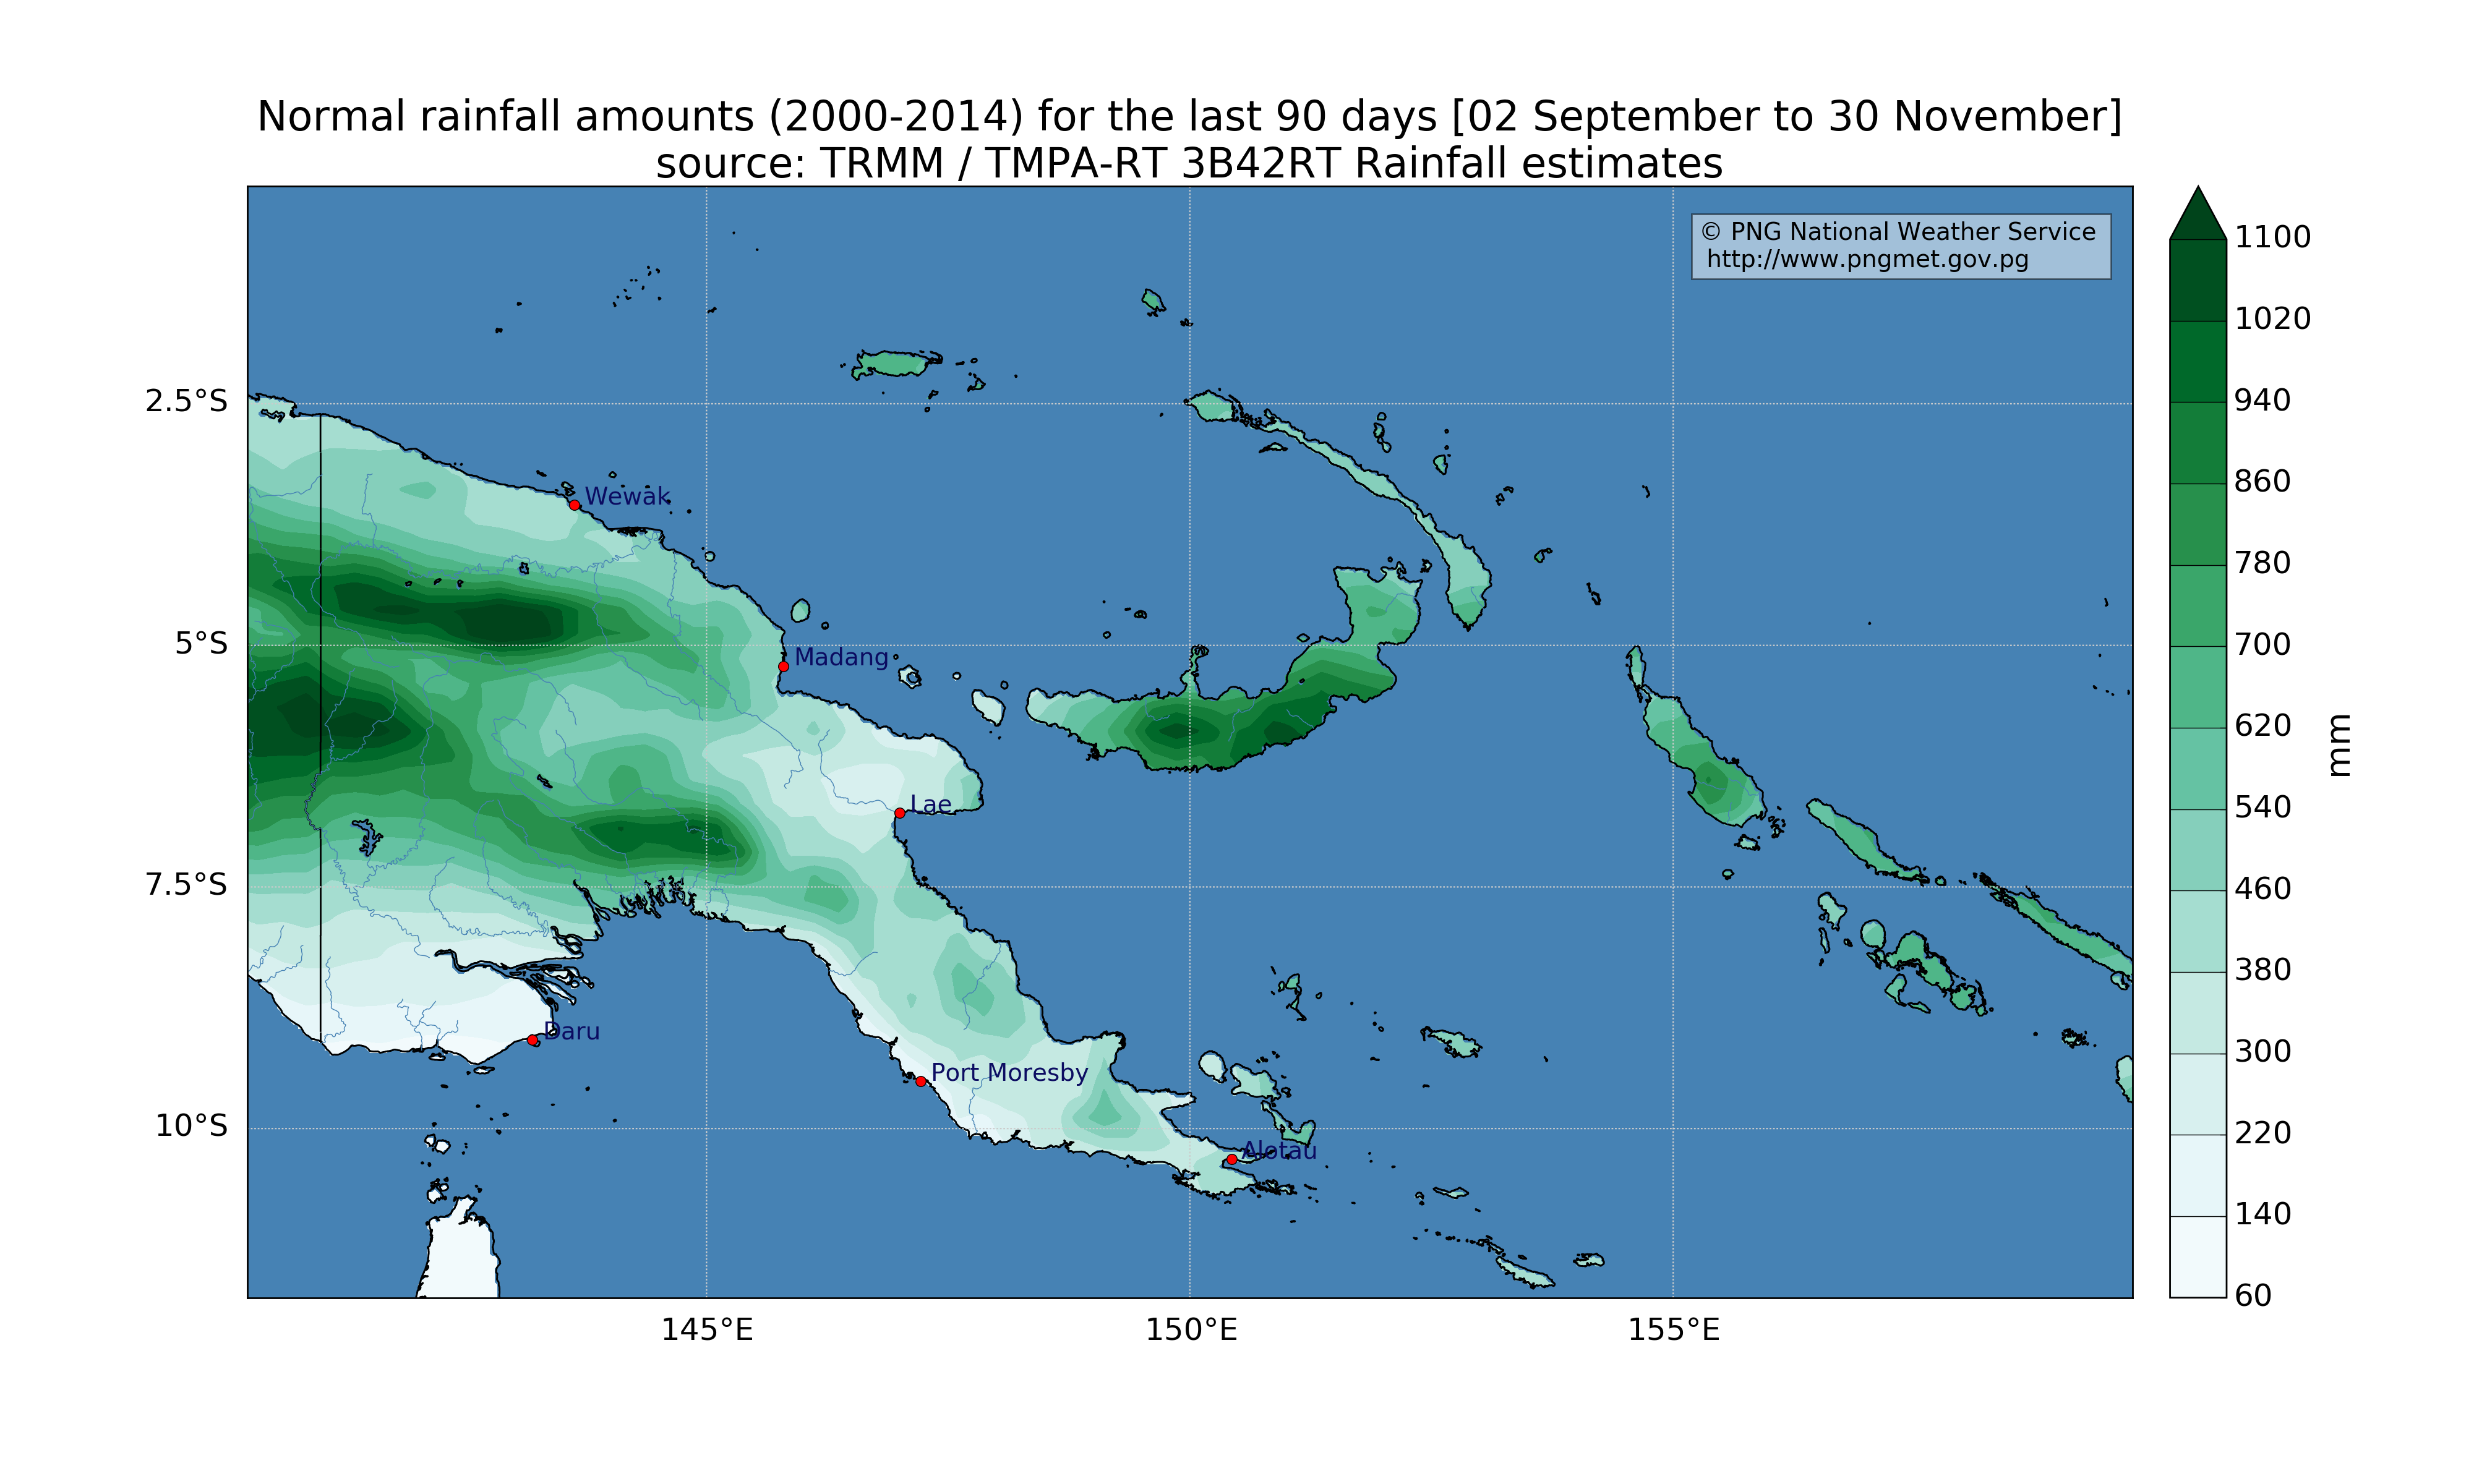 Normal rainfall amounts (2000-2014) for the last 90 days [02 September to 30 November]
source: TRMM / TMPA-RT 3B42RT Rainfall estimates
© PNG National Weather Service
http://www.pngmet.gov.pg
1100
1020
940
860
780
700
620
540
460
380
300
220
140
60
mm
2.5°S
5°S
7.5°S
10°S
Wewak
Madang
Lae
Daru
Port Moresby
Alotau
145°E
150°E
155°E